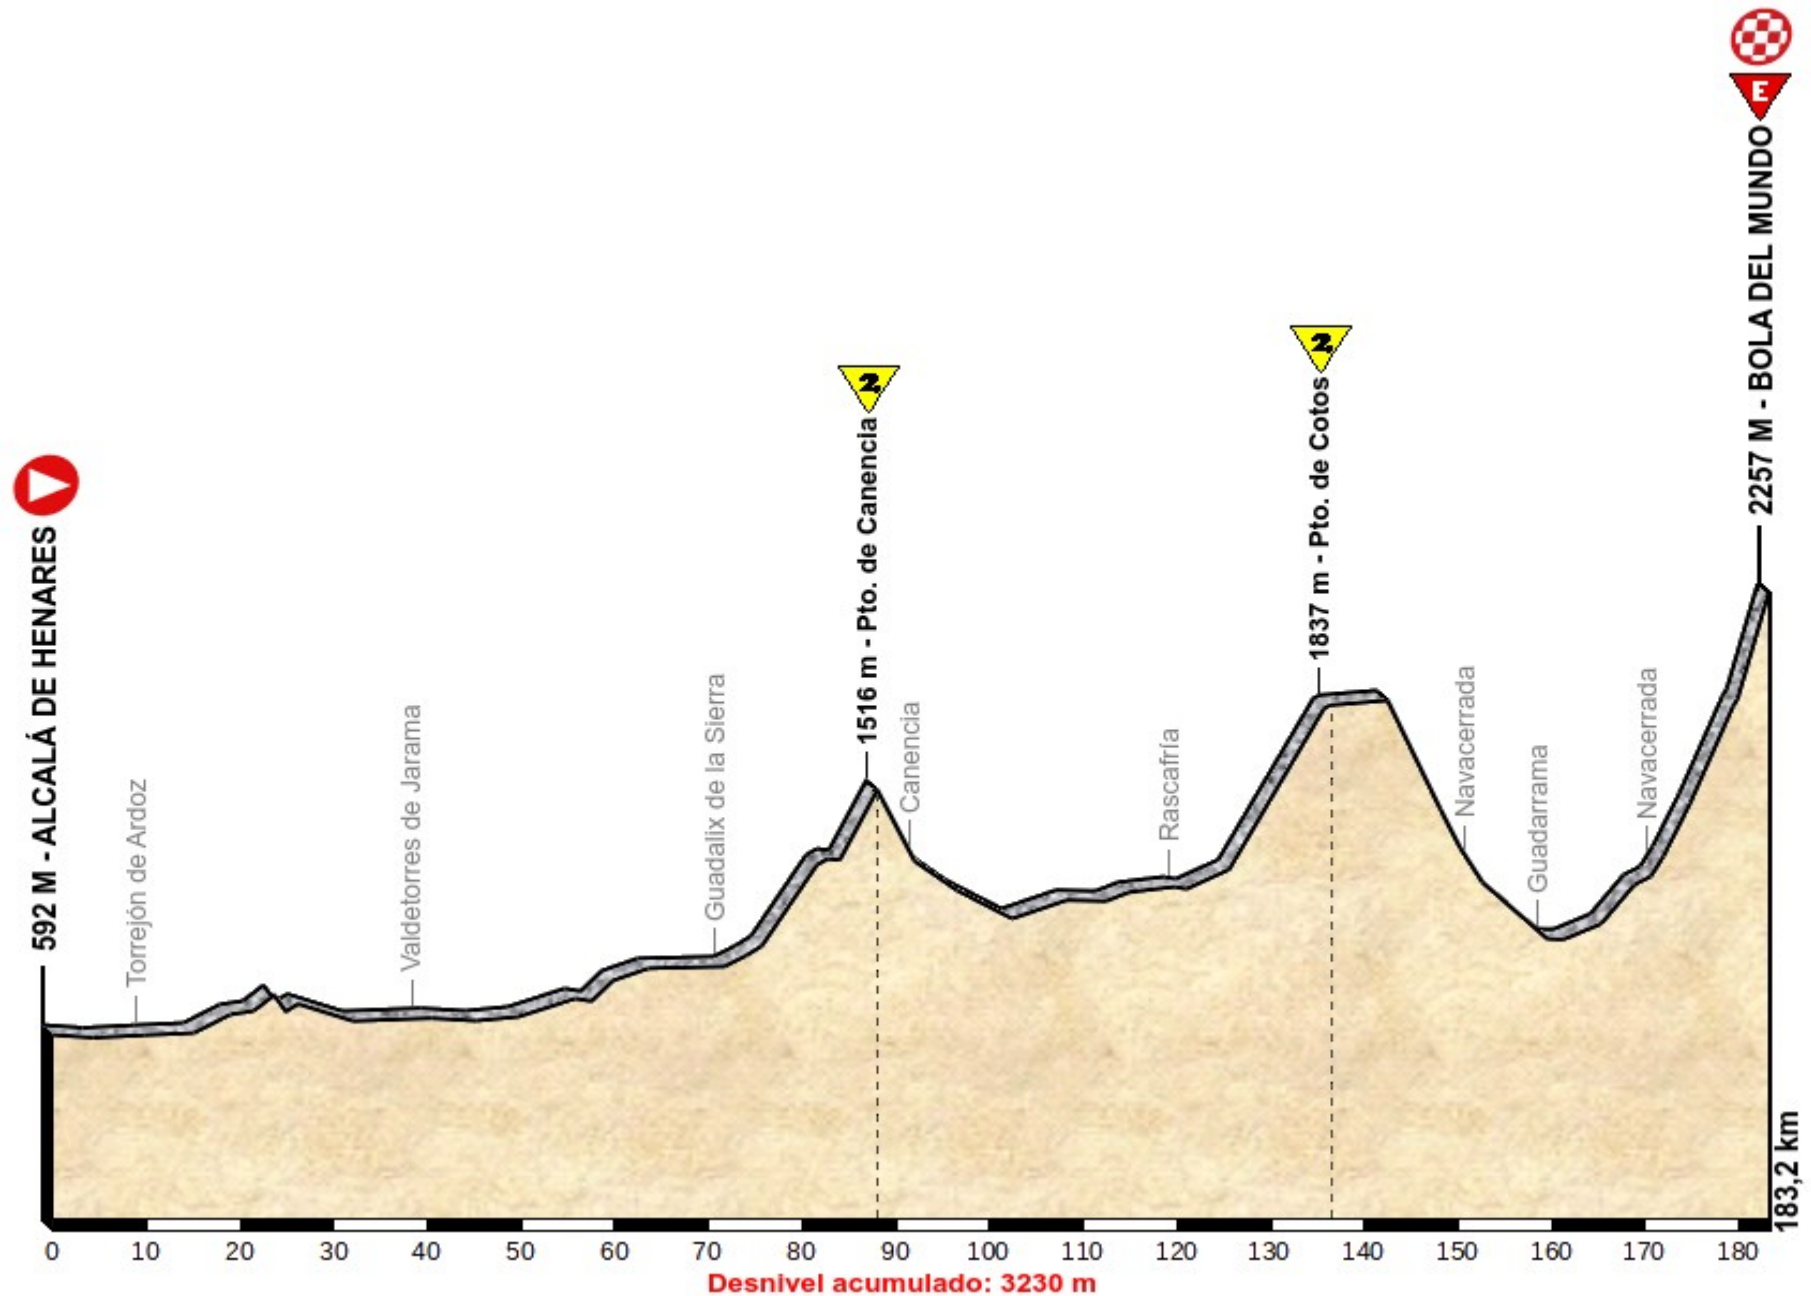 E
2257 M - BOLA DEL MUNDO
2
1837 m - Pto. de Cotos
2
1516 m - Pto. de Canencia
592 M - ALCALÁ DE HENARES
Torrejón de Ardoz
Valdetorres de Jarama
Guadalix de la Sierra
Canencia
Rascafría
Navacerrada
Guadarrama
Navacerrada
183,2 km
0 10 20 30 40 50 60 70 80 90 100 110 120 130 140 150 160 170 180
Desnivel acumulado: 3230 m